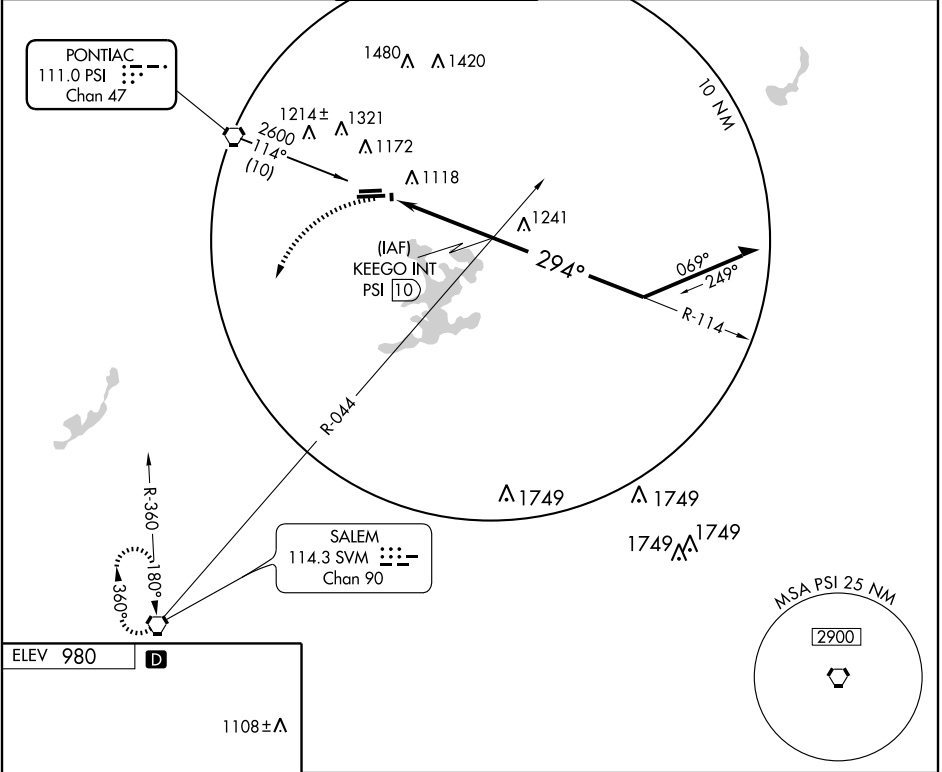 PONTIAC
111.0 PSI
Chan 47
1480
1420
10 NM
1214±
1321
2600
114°
(10)
1172
1118
1241
(IAF)
KEEGO INT
PSI 10
294°
069°
249°
R-114
R-044
R-360
180°
360°
1749
1749
1749
1749
SALEM
114.3 SVM
Chan 90
MSA PSI 25 NM
2900
ELEV 980
D
1108±